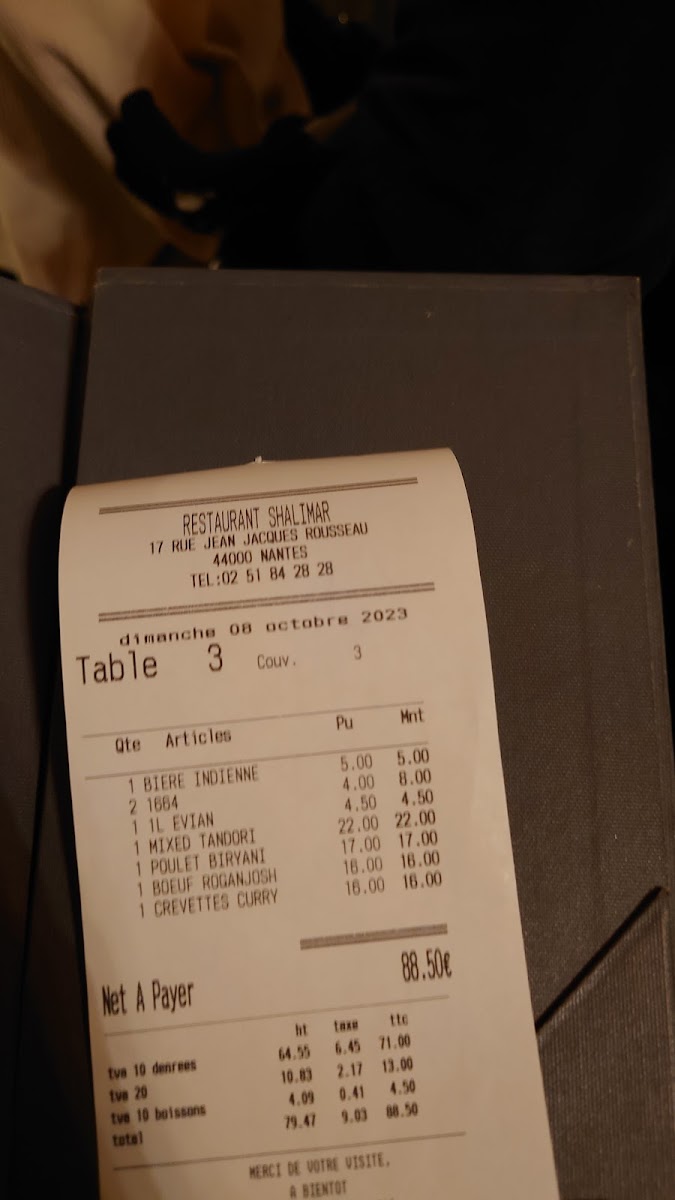 RESTAURANT SHALIMAR
17 RUE JEAN JACQUES ROUSSEAU
44000 NANTES
TEL:02 51 84 28 28
dimanche 08 octobre 2023
Table 3 Couv. 3
Qte Articles Pu Mnt
1 BIERE INDIENNE 5.00 5.00
2 1664 4.00 8.00
1 1L EVIAN 4.50 4.50
1 MIXED TANDORI 22.00 22.00
1 POULET BIRYANI 17.00 17.00
1 BOEUF ROGANJOSH 16.00 16.00
1 CREVETTES CURRY 16.00 16.00
Net A Payer 88.50€
ht taxe ttc
tva 10 denrees 64.55 6.45 71.00
tva 20 10.83 2.17 13.00
tva 10 boissons 4.09 0.41 4.50
total 79.47 9.03 88.50
MERCI DE VOTRE VISITE,
A BIENTOT